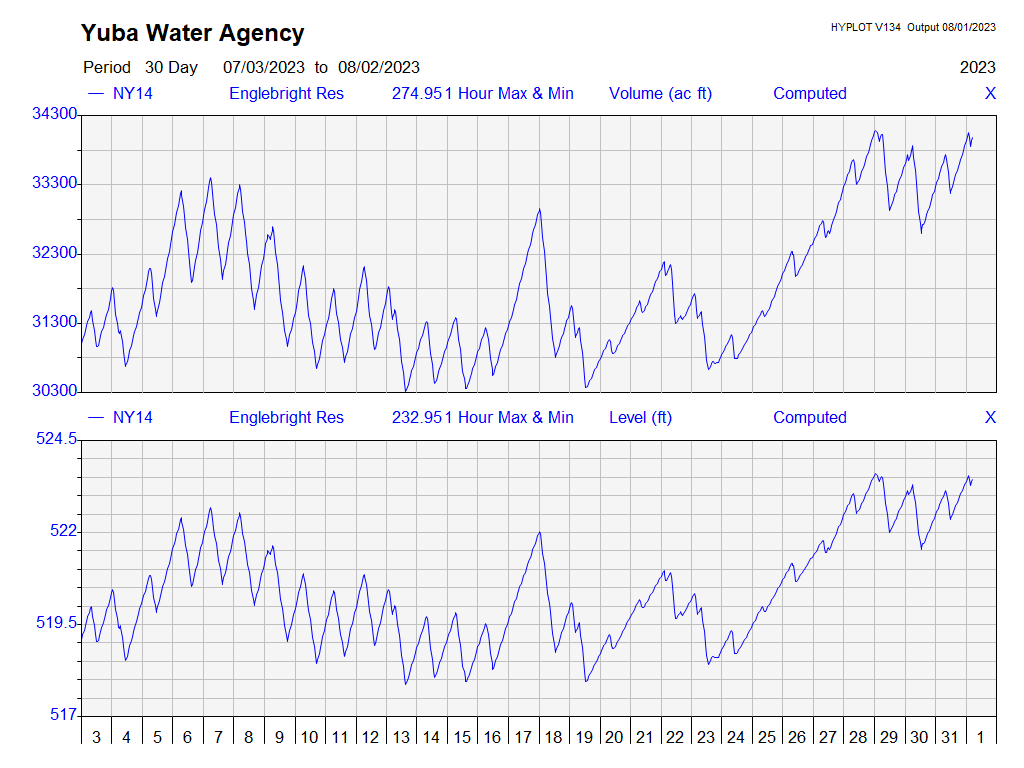 Yuba Water Agency
HYPLOT V134 Output 08/01/2023
Period 30 Day 07/03/2023 to 08/02/2023 2023
NY14 Englebright Res 274.951 Hour Max & Min Volume (ac ft) Computed X
34300
33300
32300
31300
30300
NY14 Englebright Res 232.951 Hour Max & Min Level (ft) Computed X
524.5
522
519.5
517
3 4 5 6 7 8 9 10 11 12 13 14 15 16 17 18 19 20 21 22 23 24 25 26 27 28 29 30 31 1